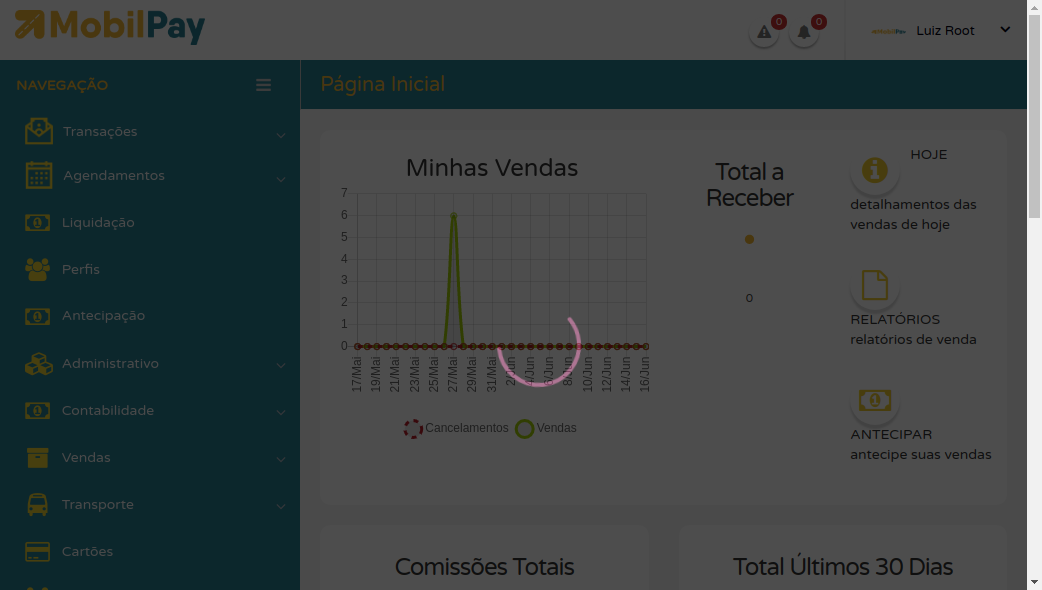 MobilPay
0
0
MobilPay
Luiz Root
NAVEGAÇÃO
Página Inicial
Transações
Agendamentos
Liquidação
Perfis
Antecipação
Administrativo
Contabilidade
Vendas
Transporte
Cartões
Minhas Vendas
7
6
5
4
3
2
1
0
17/Mai
19/Mai
21/Mai
23/Mai
25/Mai
27/Mai
29/Mai
31/Mai
2/Jun
4/Jun
6/Jun
8/Jun
10/Jun
12/Jun
14/Jun
16/Jun
Cancelamentos
Vendas
Total a
Receber
0
HOJE
detalhamentos das
vendas de hoje
RELATÓRIOS
relatórios de venda
ANTECIPAR
antecipe suas vendas
Comissões Totais
Total Últimos 30 Dias